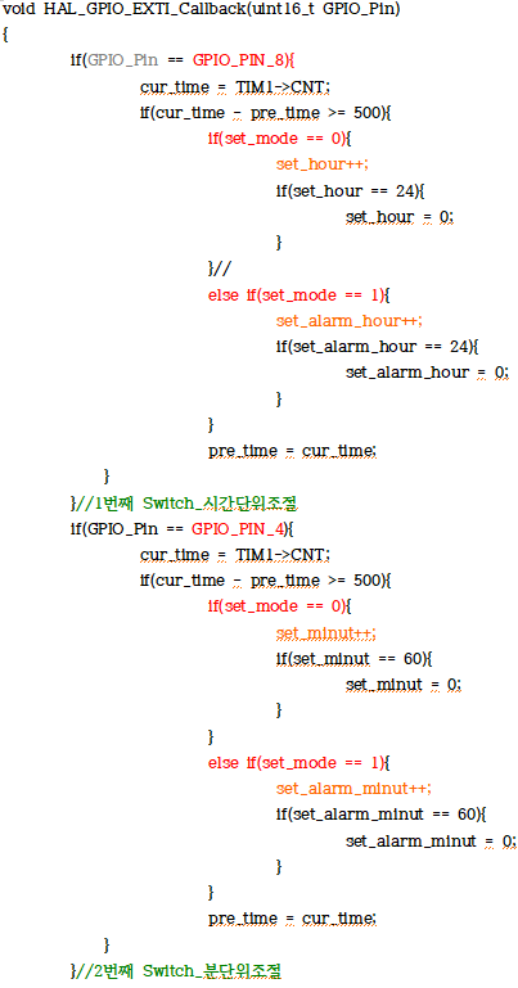 void HAL_GPIO_EXTI_Callback(uint16_t GPIO_Pin)
{
if(GPIO_Pin == GPIO_PIN_8){
cur_time = TIM1->CNT;
if(cur_time - pre_time >= 500){
if(set_mode == 0){
set_hour++;
if(set_hour == 24){
set_hour = 0;
}
}//
else if(set_mode == 1){
set_alarm_hour++;
if(set_alarm_hour == 24){
set_alarm_hour = 0;
}
}
pre_time = cur_time;
}
}//1번째 Switch_시간단위조절
if(GPIO_Pin == GPIO_PIN_4){
cur_time = TIM1->CNT;
if(cur_time - pre_time >= 500){
if(set_mode == 0){
set_minut++;
if(set_minut == 60){
set_minut = 0;
}
}
else if(set_mode == 1){
set_alarm_minut++;
if(set_alarm_minut == 60){
set_alarm_minut = 0;
}
}
pre_time = cur_time;
}
}//2번째 Switch_분단위조절